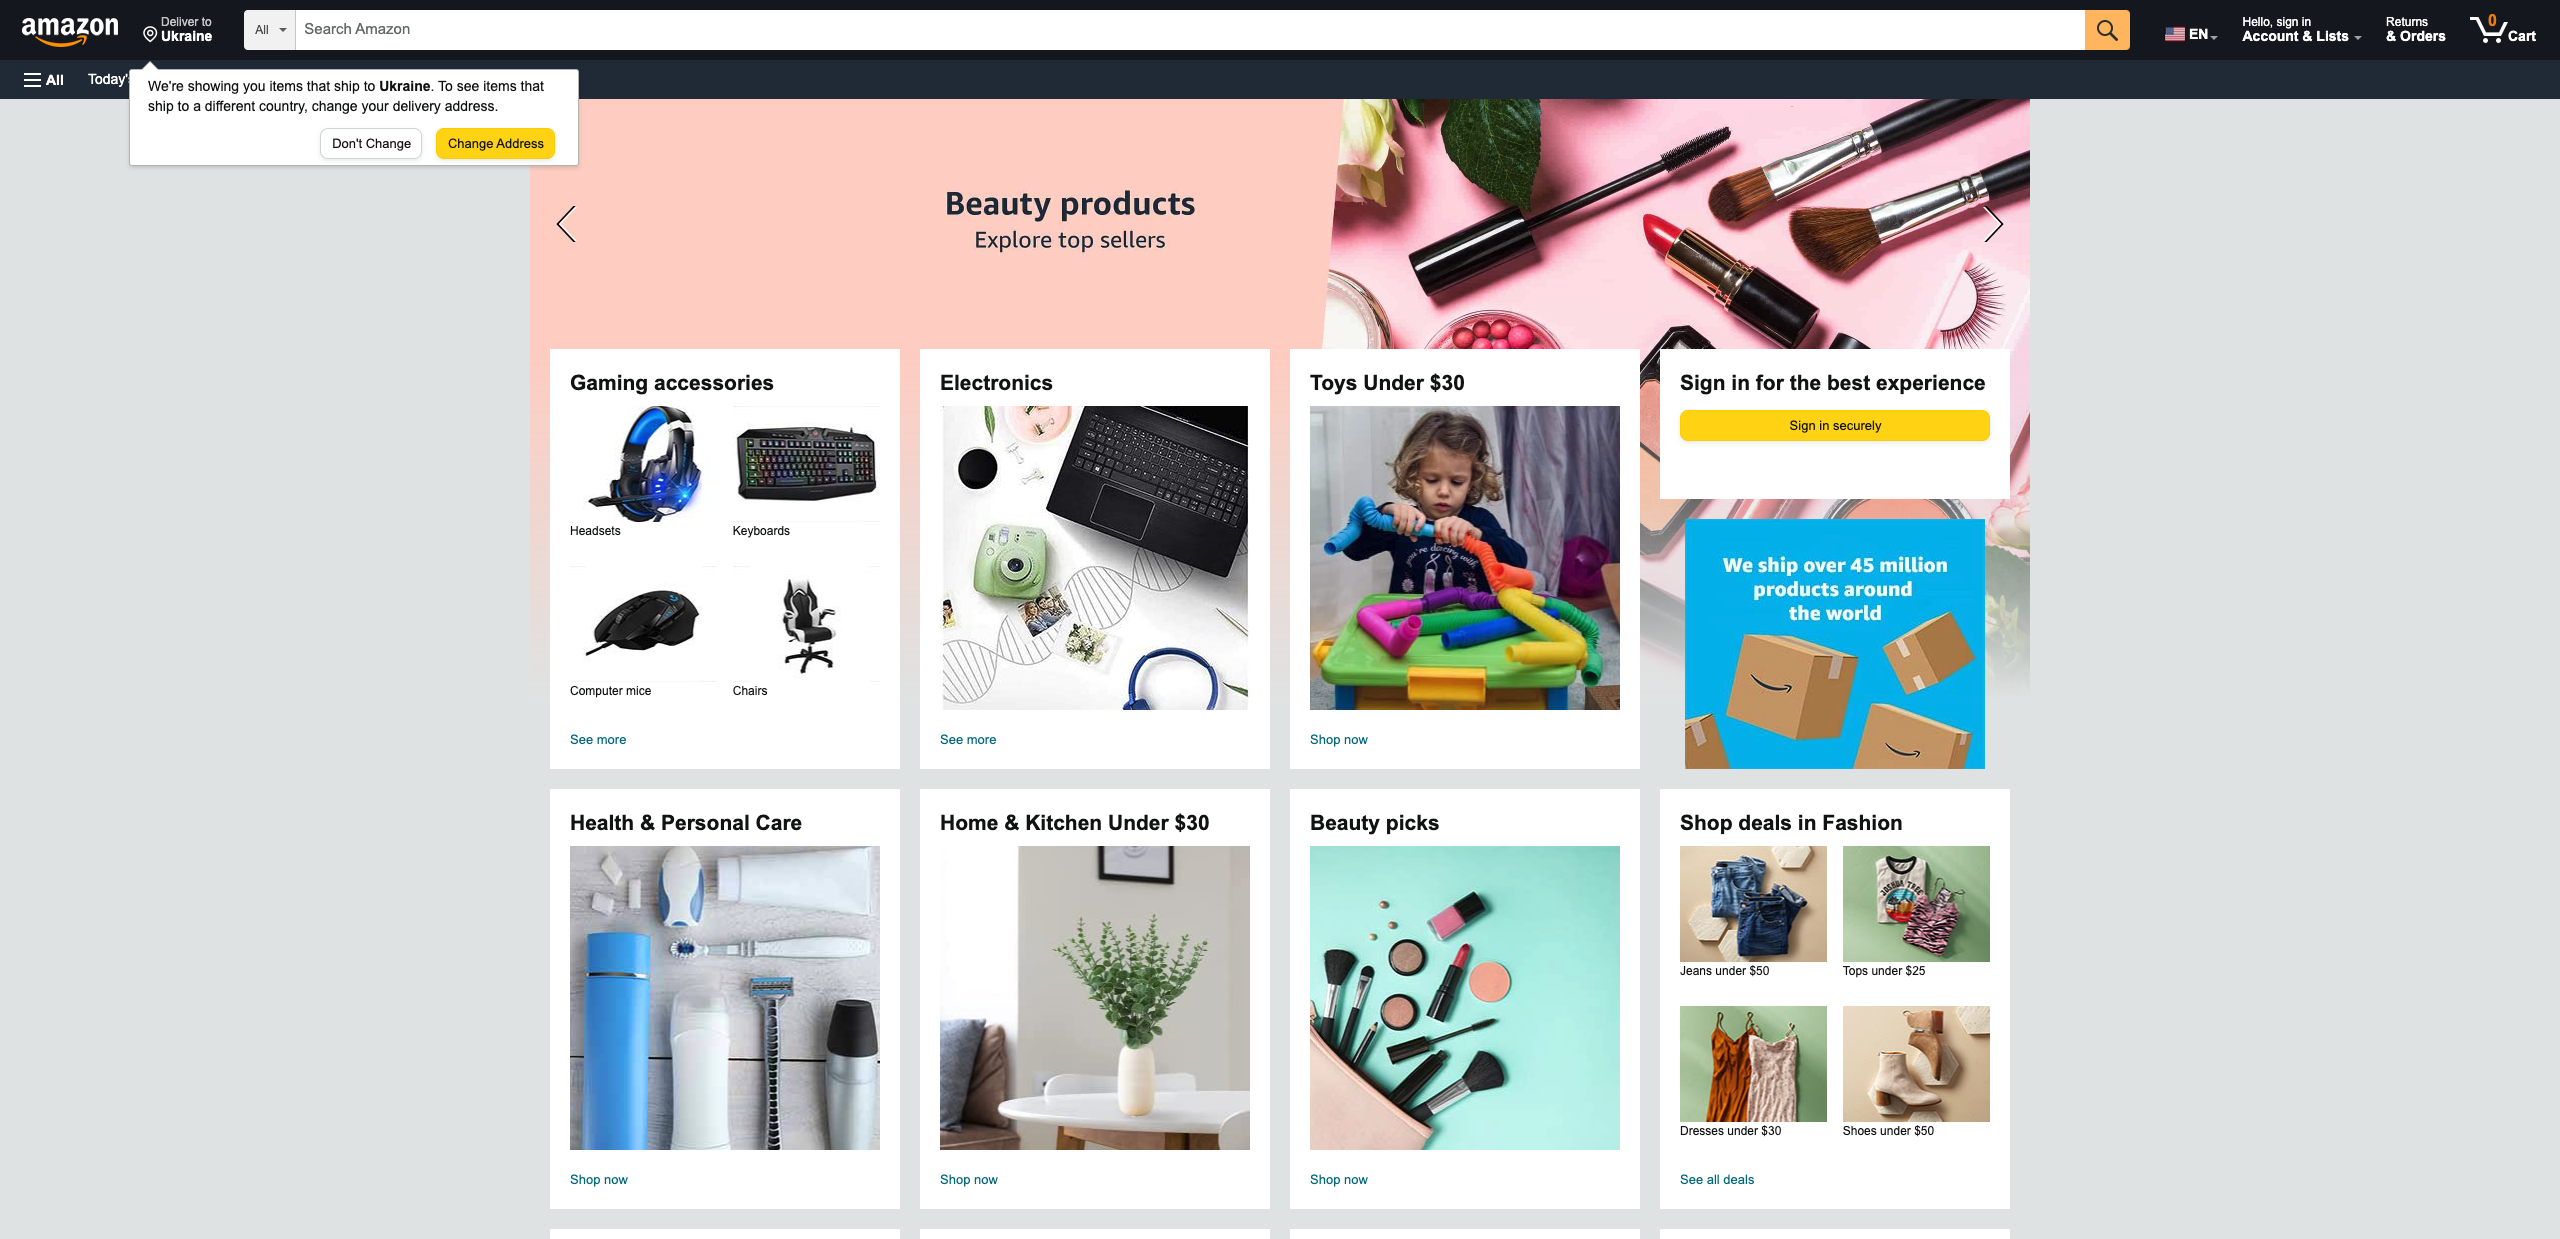 amazon
Deliver to
Ukraine
All
Search Amazon
EN
Hello, sign in
Account & Lists
Returns
& Orders
0
Cart
All
Today's
We're showing you items that ship to Ukraine. To see items that
ship to a different country, change your delivery address.
Don't Change
Change Address
Beauty products
Explore top sellers
Gaming accessories
Headsets
Keyboards
Computer mice
Chairs
See more
Electronics
See more
Toys Under $30
you're dancing with
Shop now
Sign in for the best experience
Sign in securely
We ship over 45 million
products around
the world
Health & Personal Care
Shop now
Home & Kitchen Under $30
Shop now
Beauty picks
Shop now
Shop deals in Fashion
Jeans under $50
JOSHUA TREE
Tops under $25
Dresses under $30
Shoes under $50
See all deals